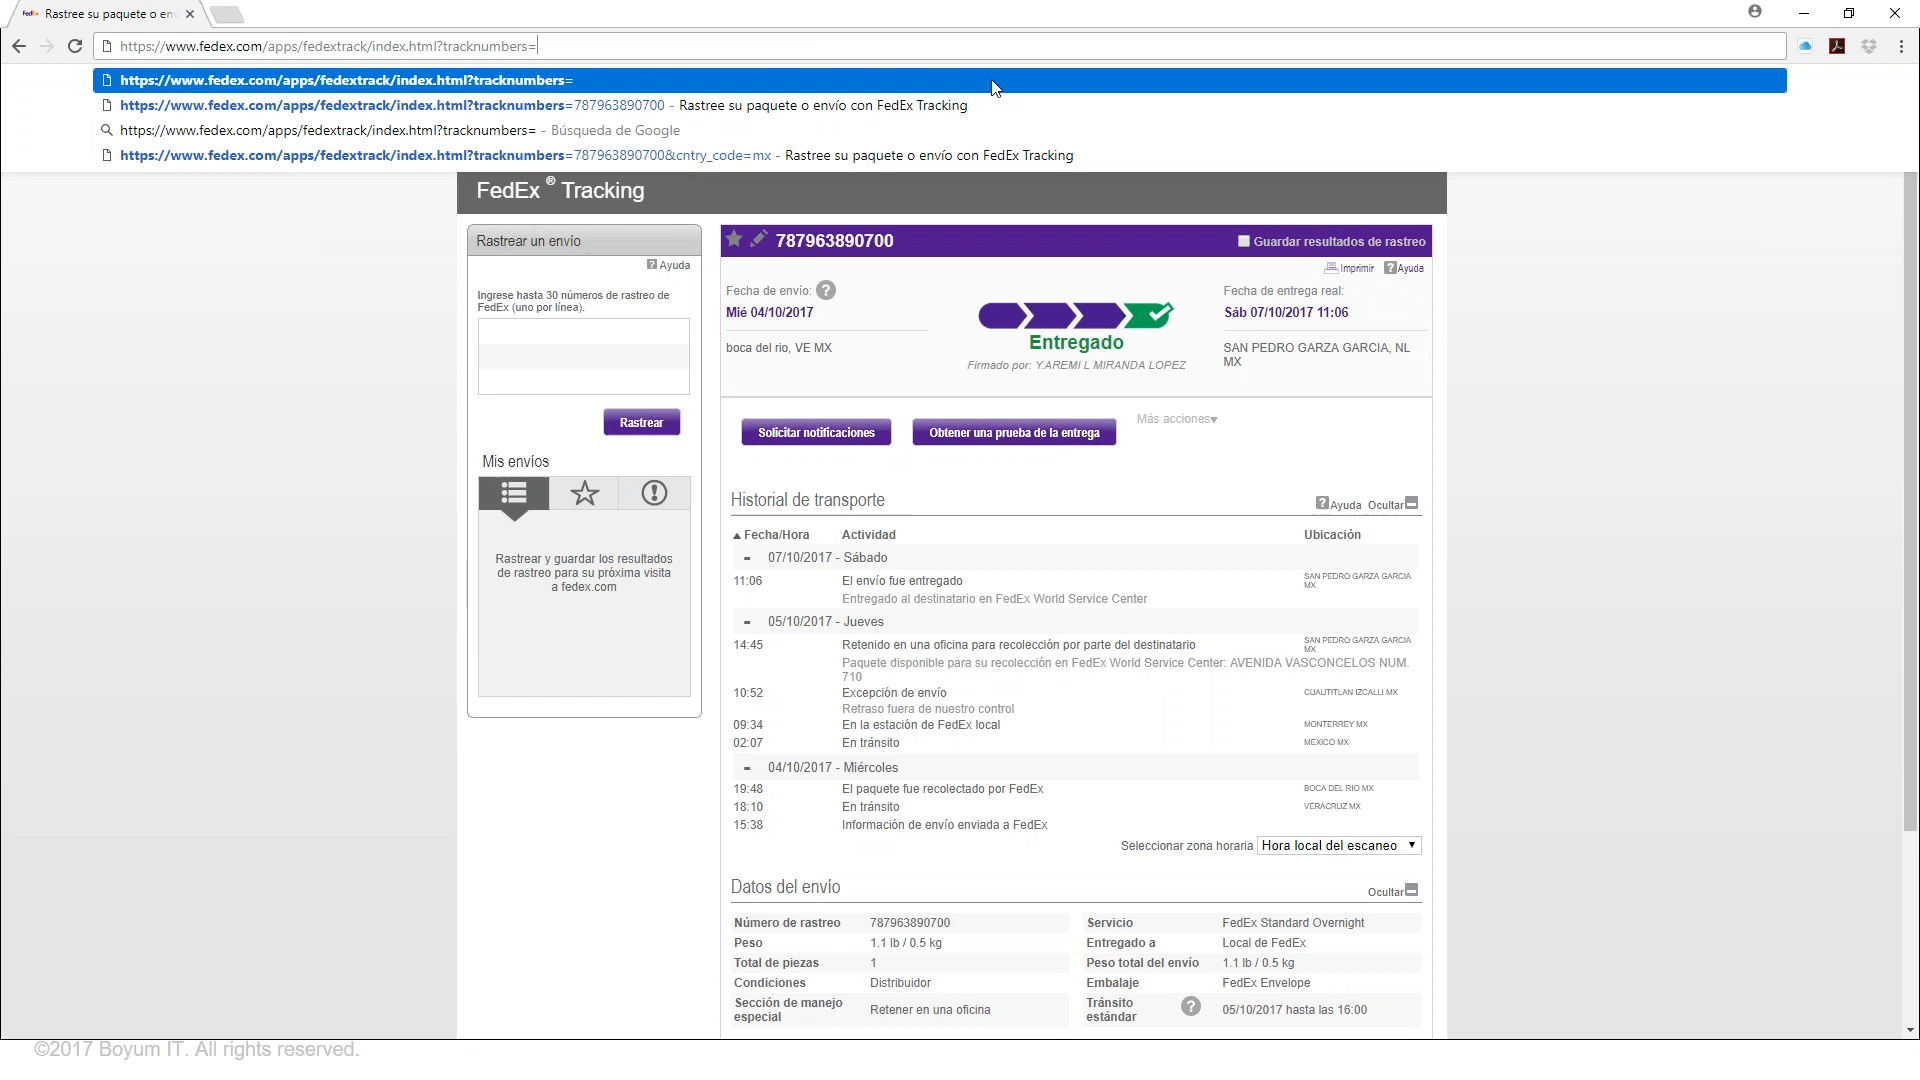 FedEx Rastree su paquete o en
https://www.fedex.com/apps/fedextrack/index.html?tracknumbers=
https://www.fedex.com/apps/fedextrack/index.html?tracknumbers=
https://www.fedex.com/apps/fedextrack/index.html?tracknumbers=787963890700 - Rastree su paquete o envío con FedEx Tracking
https://www.fedex.com/apps/fedextrack/index.html?tracknumbers= - Búsqueda de Google
https://www.fedex.com/apps/fedextrack/index.html?tracknumbers=787963890700&cntry_code=mx - Rastree su paquete o envío con FedEx Tracking
FedEx ® Tracking
Rastrear un envío
Ayuda
Ingrese hasta 30 números de rastreo de
FedEx (uno por línea).
Rastrear
Mis envíos
Rastrear y guardar los resultados
de rastreo para su próxima visita
a fedex.com
787963890700
Guardar resultados de rastreo
Imprimir Ayuda
Fecha de envío:
Mié 04/10/2017
boca del rio, VE MX
Entregado
Firmado por: Y.AREMI L MIRANDA LOPEZ
Fecha de entrega real:
Sáb 07/10/2017 11:06
SAN PEDRO GARZA GARCIA, NL
MX
Solicitar notificaciones
Obtener una prueba de la entrega
Más acciones
Historial de transporte
Ayuda Ocultar
Fecha/Hora Actividad Ubicación
- 07/10/2017 - Sábado
11:06 El envío fue entregado SAN PEDRO GARZA GARCIA
MX
Entregado al destinatario en FedEx World Service Center
- 05/10/2017 - Jueves
14:45 Retenido en una oficina para recolección por parte del destinatario SAN PEDRO GARZA GARCIA
MX
Paquete disponible para su recolección en FedEx World Service Center: AVENIDA VASCONCELOS NUM.
710
10:52 Excepción de envío CUAUTITLAN IZCALLI MX
Retraso fuera de nuestro control
09:34 En la estación de FedEx local MONTERREY MX
02:07 En tránsito MEXICO MX
- 04/10/2017 - Miércoles
19:48 El paquete fue recolectado por FedEx BOCA DEL RIO MX
18:10 En tránsito VERACRUZ MX
15:38 Información de envío enviada a FedEx
Seleccionar zona horaria Hora local del escaneo
Datos del envío
Ocultar
Número de rastreo 787963890700 Servicio FedEx Standard Overnight
Peso 1.1 lb / 0.5 kg Entregado a Local de FedEx
Total de piezas 1 Peso total del envío 1.1 lb / 0.5 kg
Condiciones Distribuidor Embalaje FedEx Envelope
Sección de manejo
especial Retener en una oficina
Tránsito
estándar 05/10/2017 hasta las 16:00
©2017 Boyum IT. All rights reserved.